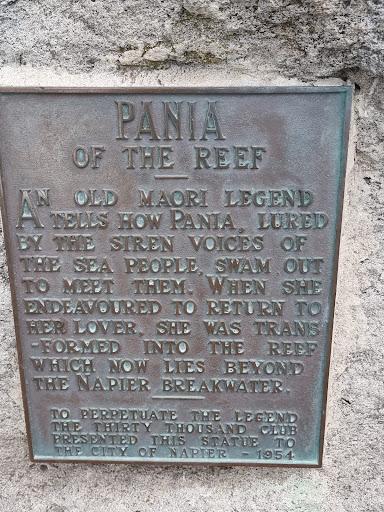 PANIA
OF THE REEF
AN OLD MAORI LEGEND
TELLS HOW PANIA, LURED
BY THE SIREN VOICES OF
THE SEA PEOPLE, SWAM OUT
TO MEET THEM. WHEN SHE
ENDEAVOURED TO RETURN TO
HER LOVER, SHE WAS TRANS
-FORMED INTO THE REEF
WHICH NOW LIES BEYOND
THE NAPIER BREAKWATER.
TO PERPETUATE THE LEGEND
THE THIRTY THOUSAND CLUB
PRESENTED THIS STATUE TO
THE CITY OF NAPIER - 1954